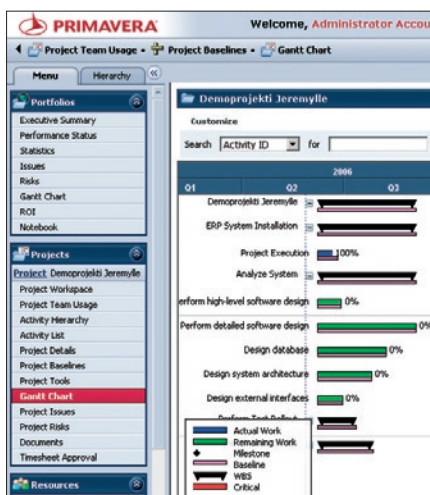 PRIMAVERA
Welcome, Administrator Accou
Project Team Usage • Project Baselines • Gantt Chart
Menu
Hierarchy
Portfolios
Executive Summary
Performance Status
Statistics
Issues
Risks
Gantt Chart
ROI
Notebook
Projects
Project Demoprojekti Jeremylle
Project Workspace
Project Team Usage
Activity Hierarchy
Activity List
Project Details
Project Baselines
Project Tools
Gantt Chart
Project Issues
Project Risks
Documents
Timesheet Approval
Resources
Demoprojekti Jeremylle
Customize
Search Activity ID for
2006
Q1 Q2 Q3
Demoprojekti Jeremylle
ERP System Installation
Project Execution 100%
Analyze System
erform high-level software design 0%
Perform detailed software design 0%
Design database 0%
Design system architecture 0%
Design external interfaces 0%
Actual Work
Remaining Work
Milestone
Baseline
WBS
Critical